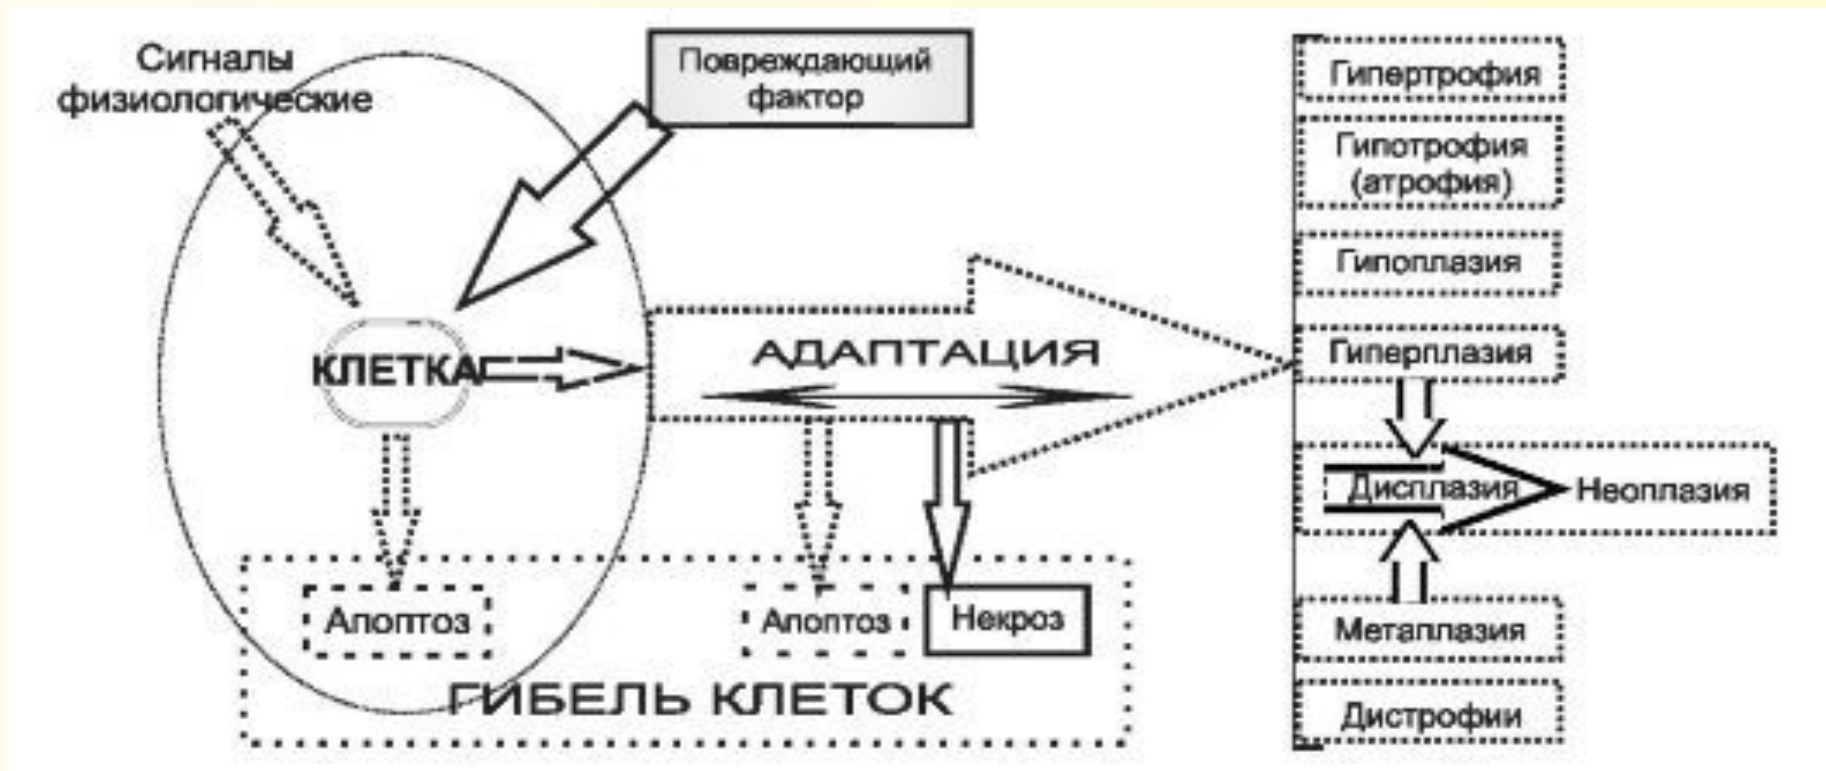 Сигналы
физиологические
Повреждающий
фактор
КЛЕТКА
АДАПТАЦИЯ
Апоптоз
Апоптоз
Некроз
ГИБЕЛЬ КЛЕТОК
Гипертрофия
Гипотрофия
(атрофия)
Гипоплазия
Гиперплазия
Дисплазия
Неоплазия
Метаплазия
Дистрофии